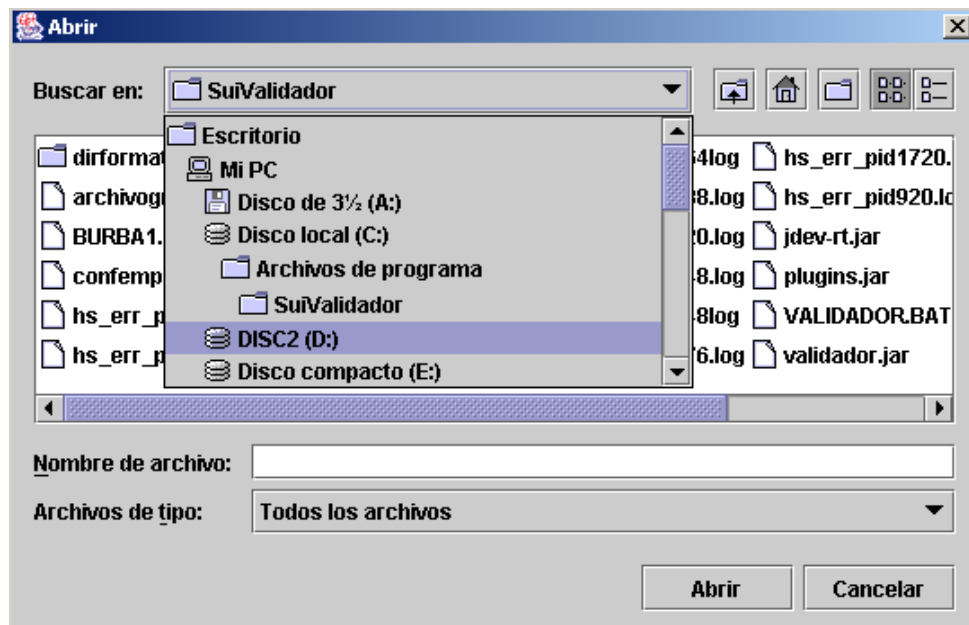 Abrir
Buscar en: SuiValidador
Escritorio
Mi PC
Disco de 3½ (A:)
Disco local (C:)
Archivos de programa
SuiValidador
DISC2 (D:)
Disco compacto (E:)
hs_err_pid1720.
hs_err_pid920.lo
BURBA1.
jdev-rt.jar
plugins.jar
VALIDADOR.BAT
validador.jar
Nombre de archivo:
Archivos de tipo: Todos los archivos
Abrir Cancelar